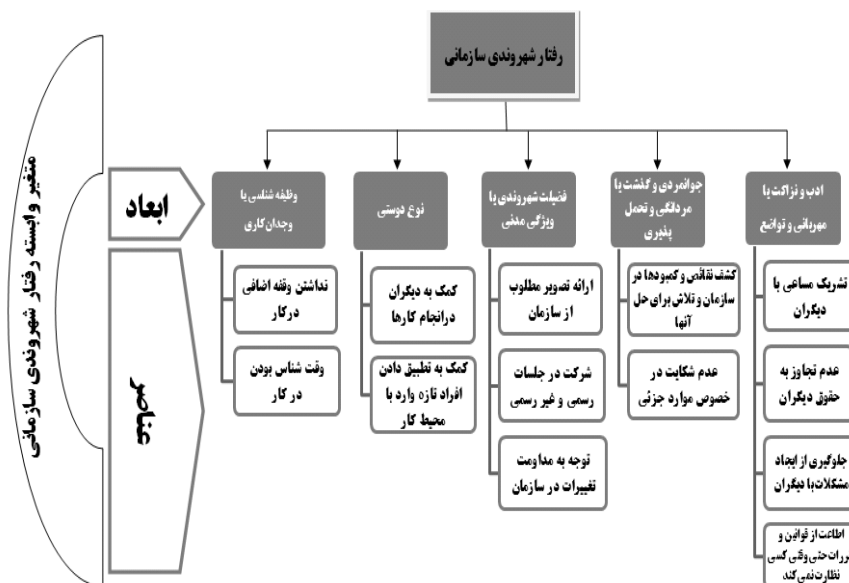 رفتار شهروندی سازمانی
ادب و نزاکت یا
مهربانی و تواضع
جوانمردی و گذشت یا
مردانگی و تحمل
پذیری
فضیلت شهروندی یا
ویژگی مدنی
نوع دوستی
وظیفه شناسی یا
وجدان کاری
ابعاد
متغیر وابسته رفتار شهروندی سازمانی
عناصر
تشریک مساعی با
دیگران
عدم تجاوز به
حقوق دیگران
جلوگیری از ایجاد
مشکلات با دیگران
اطاعت از قوانین و
ررات حتی وقتی کسی
نظارت نمی کند
کشف نقائص و کمبودها در
سازمان و تلاش برای حل
آنها
عدم شکایت در
خصوص موارد جزئی
ارائه تصویر مطلوب
از سازمان
شرکت در جلسات
رسمی و غیر رسمی
توجه به مداومت
تغییرات در سازمان
کمک به دیگران
درانجام کارها
کمک به تطبیق دادن
افراد تازه وارد با
محیط کار
نداشتن وقفه اضافی
درکار
وقت شناس بودن
در کار